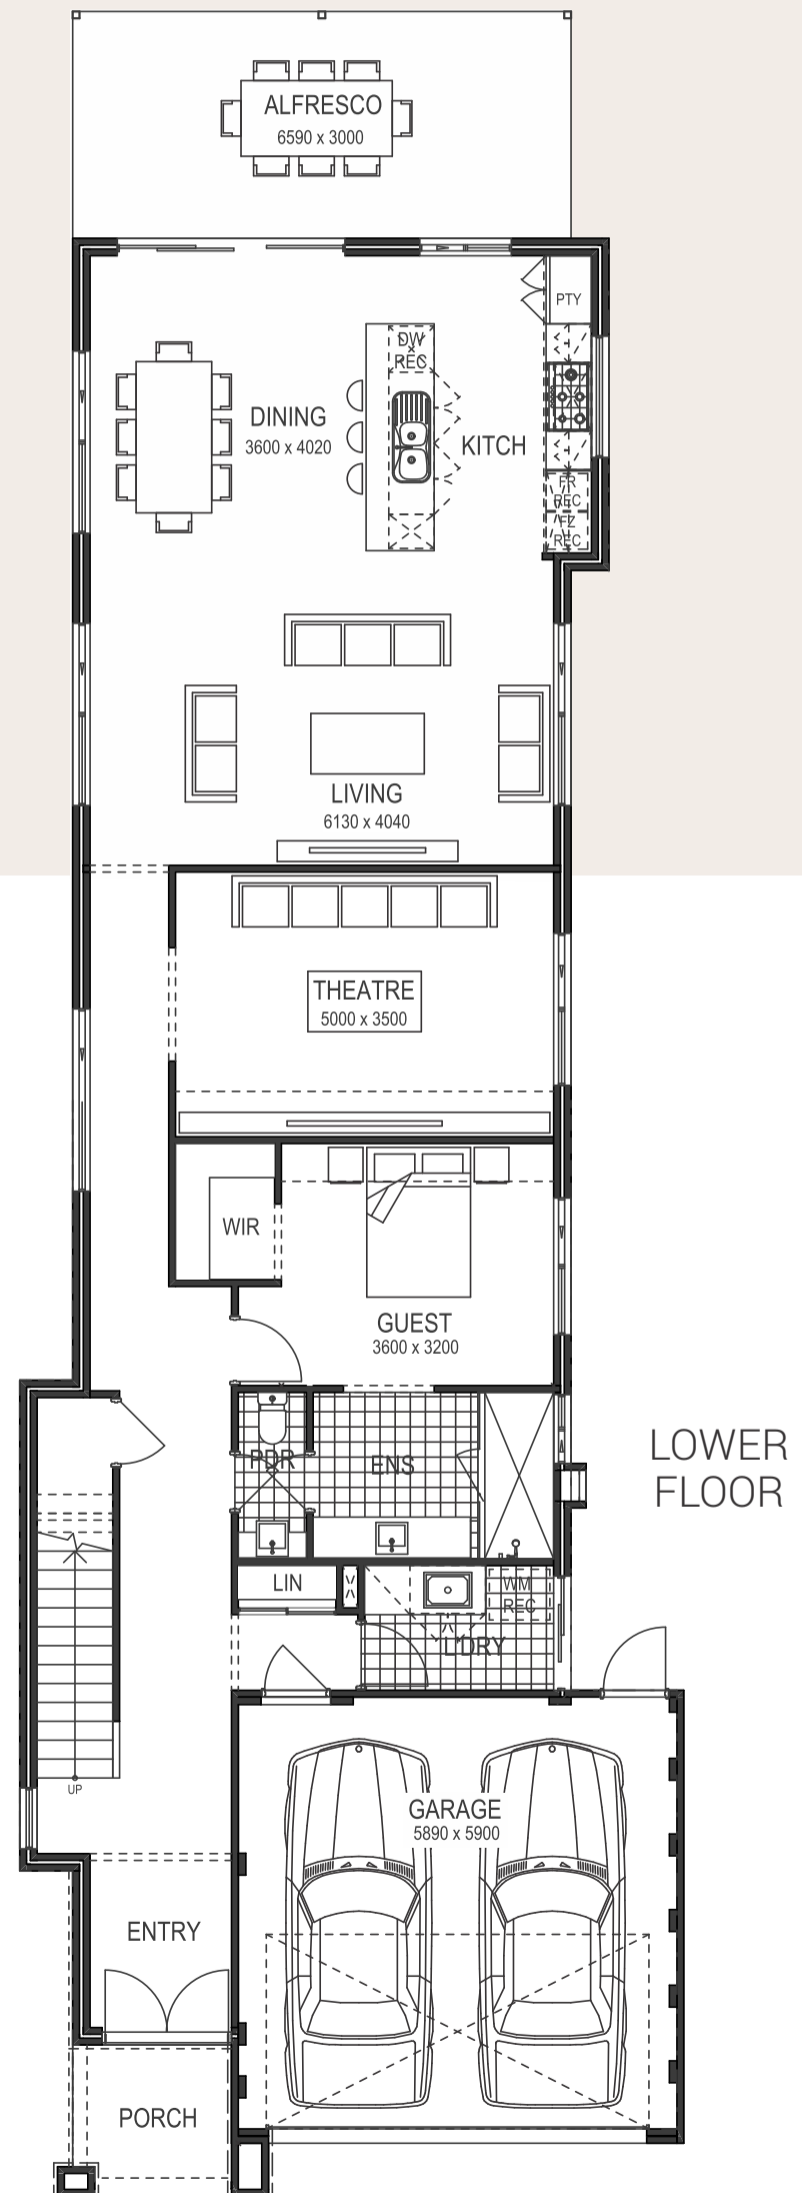 ALFRESCO
6590 x 3000
PTY
DW
REC
DINING
3600 x 4020
KITCH
FR
REC
FZ
REC
LIVING
6130 x 4040
THEATRE
5000 x 3500
WIR
GUEST
3600 x 3200
PDR
ENS
LOWER
FLOOR
LIN
WM
REC
L'DRY
UP
GARAGE
5890 x 5900
ENTRY
PORCH